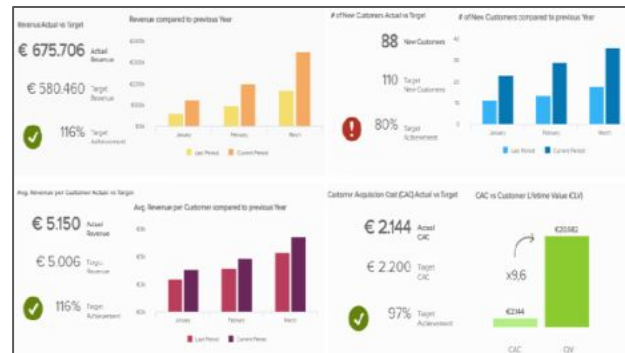 Revenue Actual vs Target
€ 675.706 Actual Revenue
€ 580.460 Target Revenue
116% Target Achievement
Revenue compared to previous Year
January February March
Last Period Current Period
# of New Customers Actual vs Target
88 New Customers
110 Target New Customers
80% Target Achievement
# of New Customers compared to previous Year
40
30
20
10
0
January February March
Last Period Current Period
Avg. Revenue per Customer Actual vs Target
€ 5.150 Actual Revenue
€ 5.006 Target Revenue
116% Target Achievement
Avg. Revenue per Customer compared to previous Year
January February March
Last Period Current Period
Customer Acquisition Cost (CAC) Actual vs Target
€ 2.144 Actual CAC
€ 2.200 Target CAC
97% Target Achievement
CAC vs Customer Lifetime Value (CLV)
x9,6
€2.144
CAC CLV